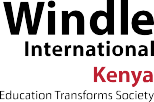 Windle
International
Kenya
Education Transforms Society